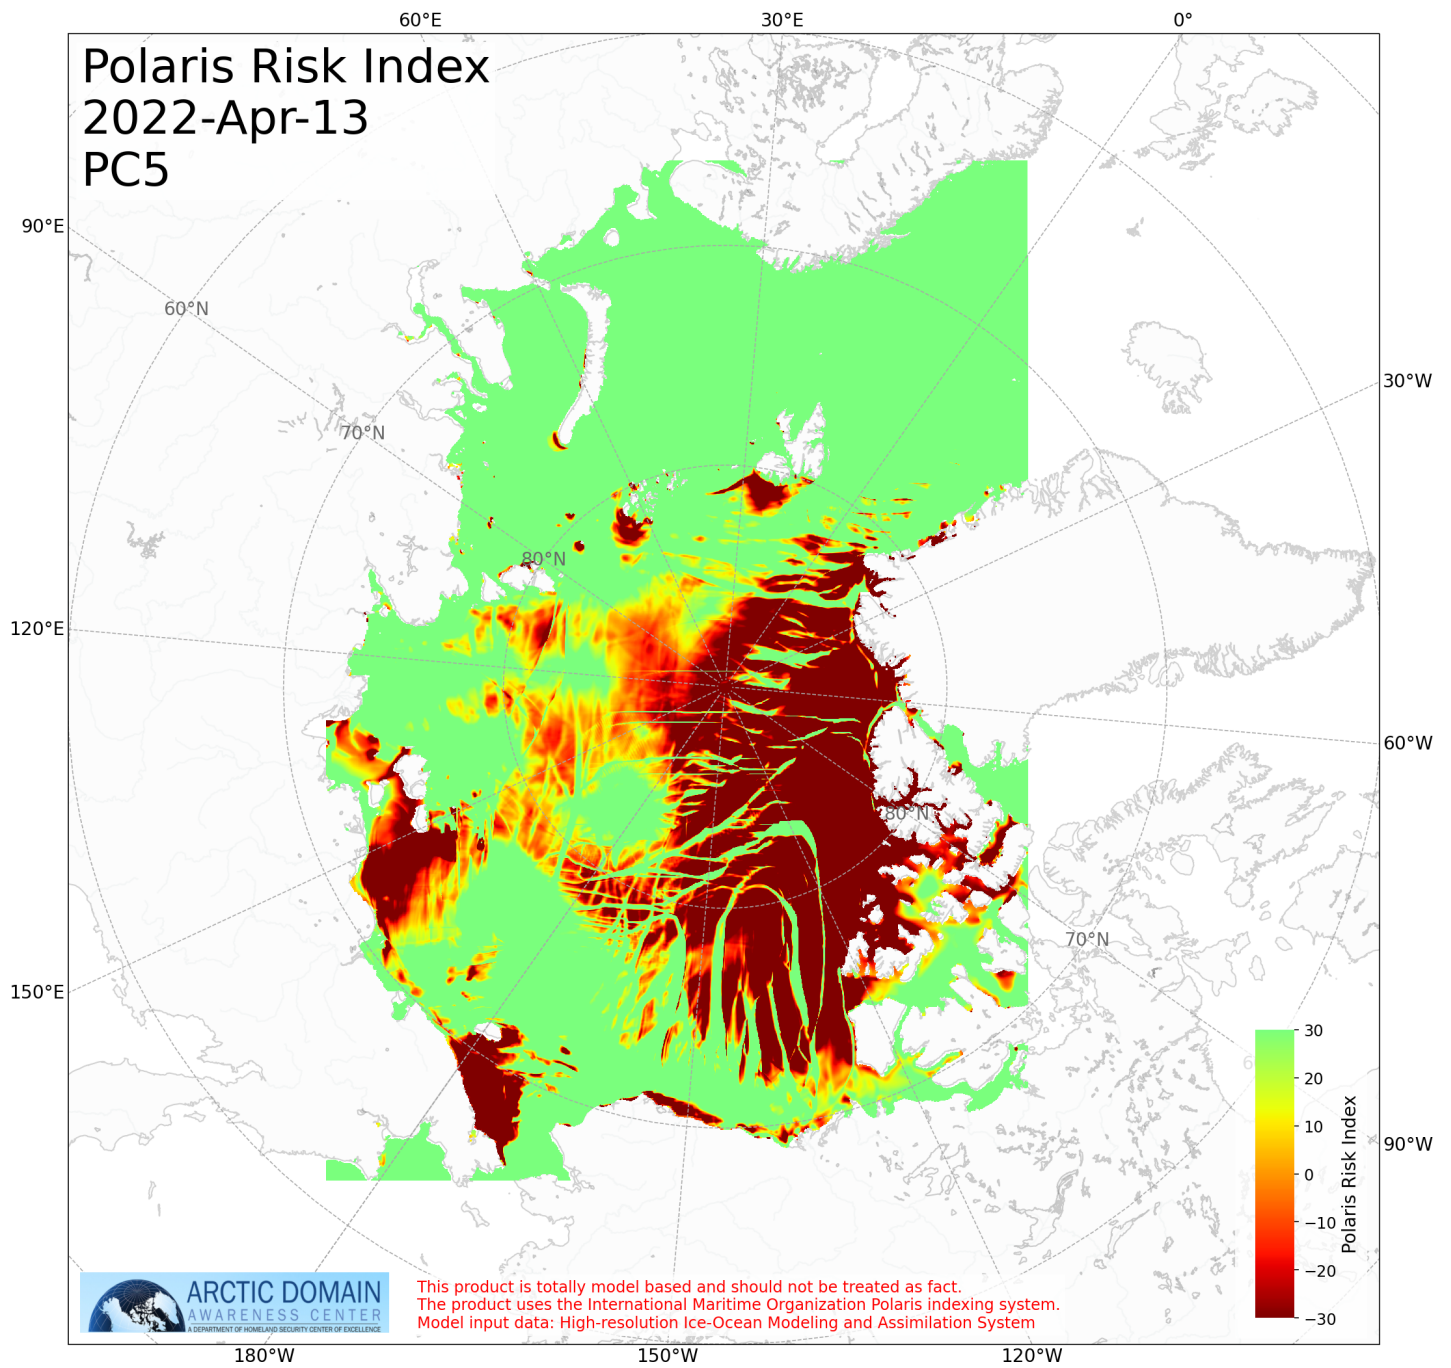 60°E
30°E
0°
Polaris Risk Index
2022-Apr-13
PC5
90°E
60°N
30°W
70°N
80°N
120°E
60°W
80°N
70°N
150°E
30
20
10
0
−10
−20
−30
Polaris Risk Index
90°W
ARCTIC DOMAIN
AWARENESS CENTER
A DEPARTMENT OF HOMELAND SECURITY CENTER OF EXCELLENCE
This product is totally model based and should not be treated as fact.
The product uses the International Maritime Organization Polaris indexing system.
Model input data: High-resolution Ice-Ocean Modeling and Assimilation System
180°W
150°W
120°W